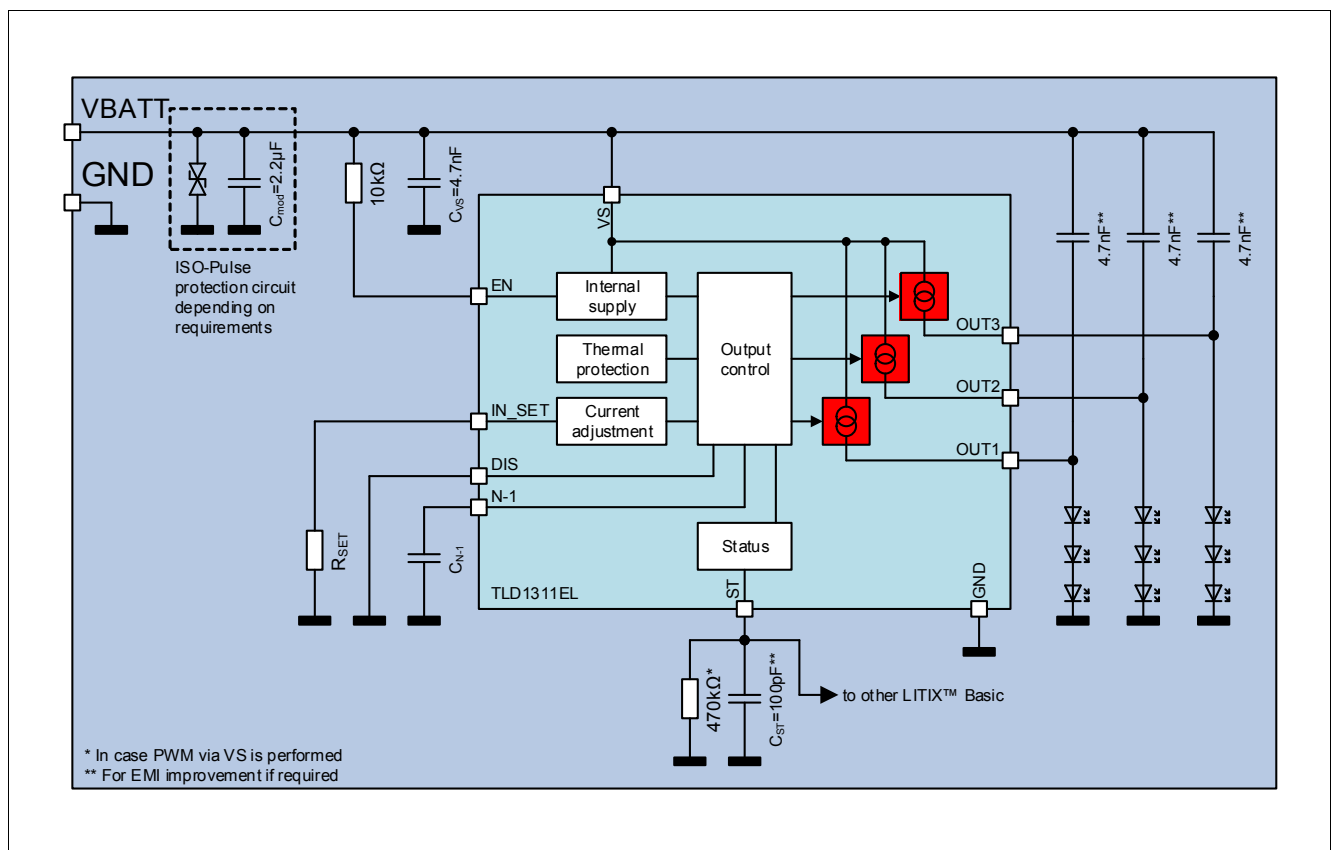 VBATT
GND
ISO-Pulse
protection circuit
depending on
requirements
Cmod=2.2µF
10kΩ
CVS=4.7nF
VS
4.7nF**
4.7nF**
4.7nF**
EN
Internal
supply
Thermal
protection
Output
control
OUT3
OUT2
OUT1
IN_SET
Current
adjustment
DIS
N-1
RSET
CN-1
Status
TLD1311EL
ST
GND
470kΩ*
CST=100pF**
to other LITIX™ Basic
* In case PWM via VS is performed
** For EMI improvement if required